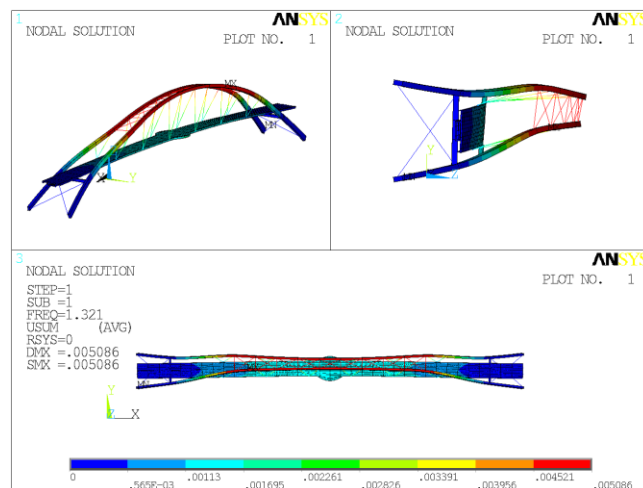 1
ANSYS
NODAL SOLUTION
PLOT NO. 1
MX
MN
X
Y
2
ANSYS
NODAL SOLUTION
PLOT NO. 1
Y
Z
3
ANSYS
NODAL SOLUTION
PLOT NO. 1
STEP=1
SUB =1
FREQ=1.321
USUM (AVG)
RSYS=0
DMX =.005086
SMX =.005086
Y
Z X
0 .00113 .002261 .003391 .004521
.565E-03 .001695 .002826 .003956 .005086